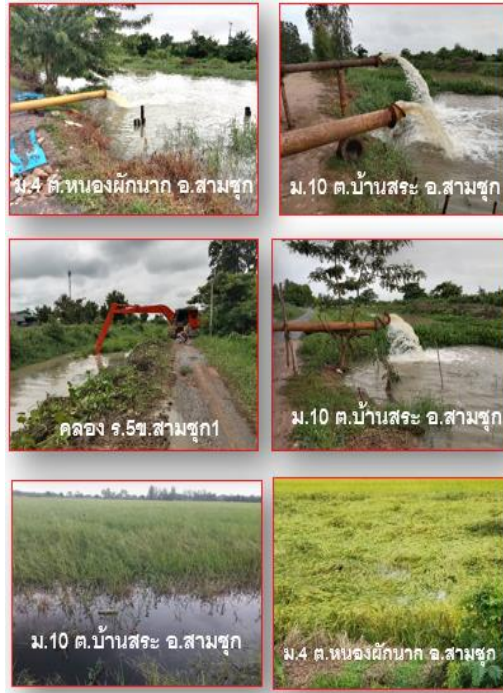 ม.4 ต.หนองผักนาก อ.สามชุก
ม.10 ต.บ้านสระ อ.สามชุก
คลอง ร.5ข.สามชุก1
ม.10 ต.บ้านสระ อ.สามชุก
ม.10 ต.บ้านสระ อ.สามชุก
ม.4 ต.หนองผักนาก อ.สามชุก